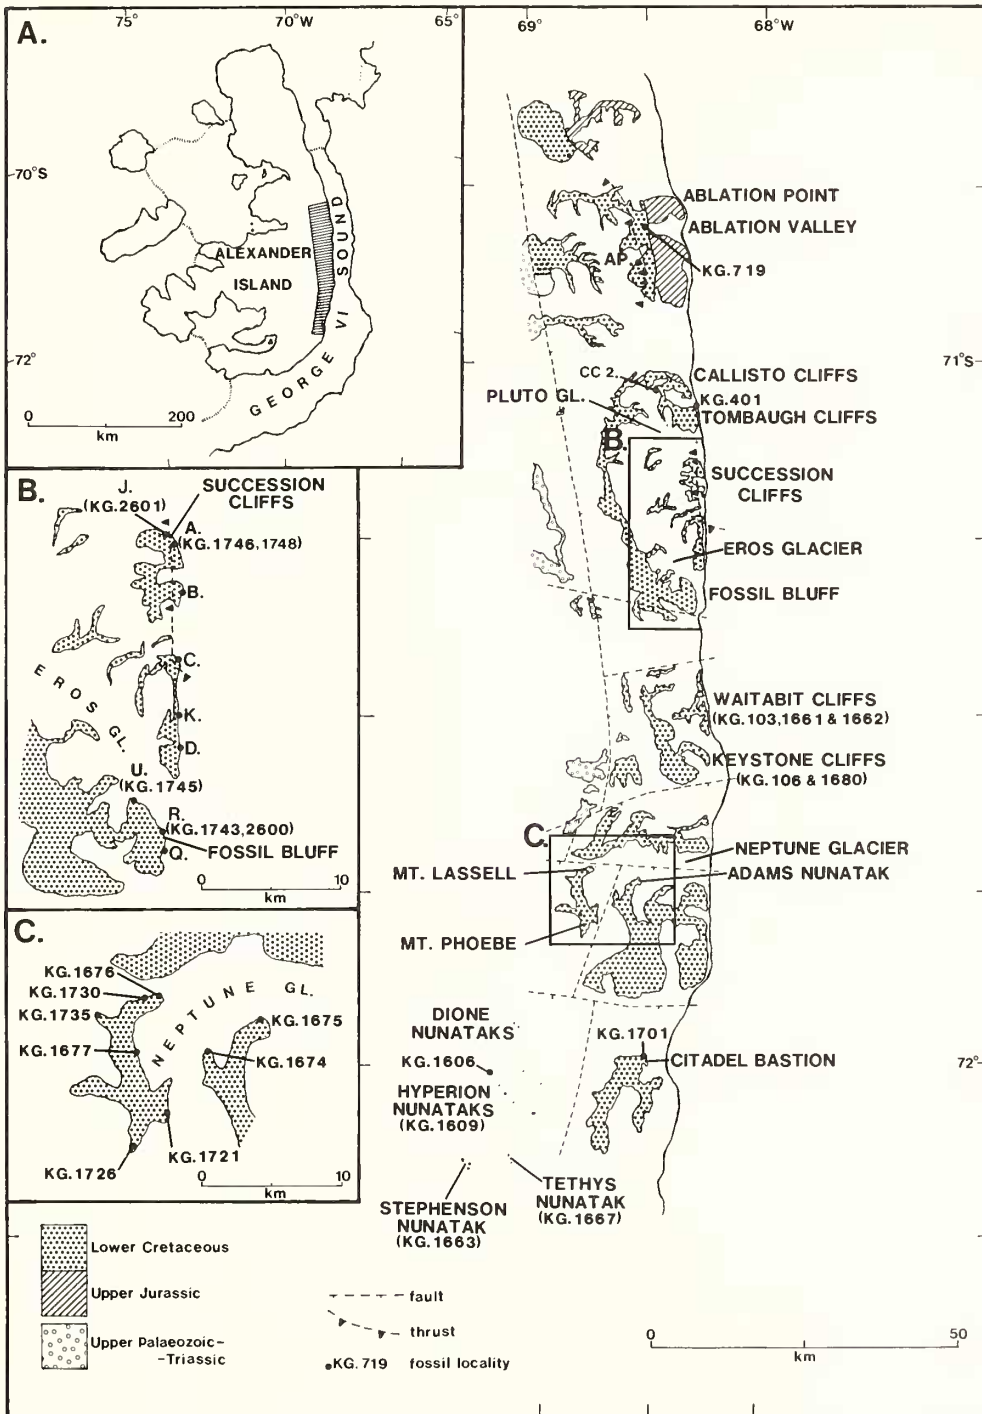 75°
70°W
65°
69°
68°W
A.
70°S
ALEXANDER
ISLAND
GEORGE VI SOUND
72°
0 200
km
ABLATION POINT
ABLATION VALLEY
AP.
KG.719
71°S
CC 2.
CALLISTO CLIFFS
PLUTO GL.
KG.401
TOMBAUGH CLIFFS
B.
SUCCESSION
CLIFFS
EROS GLACIER
FOSSIL BLUFF
WAITABIT CLIFFS
(KG.103,1661 & 1662)
KEYSTONE CLIFFS
(KG.106 & 1680)
C.
NEPTUNE GLACIER
MT. LASSELL
ADAMS NUNATAK
MT. PHOEBE
DIONE
NUNATAKS
KG.1701
KG.1606
CITADEL BASTION
72°
HYPERION
NUNATAKS
(KG.1609)
TETHYS
NUNATAK
(KG.1667)
STEPHENSON
NUNATAK
(KG.1663)
B.
J.
(KG.2601)
SUCCESSION
CLIFFS
A.
(KG.1746,1748)
B.
C.
EROS GL.
K.
D.
U.
(KG.1745)
R.
(KG.1743,2600)
FOSSIL BLUFF
Q.
0 10
km
C.
KG.1676
KG.1730
NEPTUNE GL.
KG.1735
KG.1675
KG.1677
KG.1674
KG.1721
KG.1726
0 10
km
Lower Cretaceous
Upper Jurassic
Upper Palaeozoic-
-Triassic
fault
thrust
KG.719 fossil locality
0 50
km